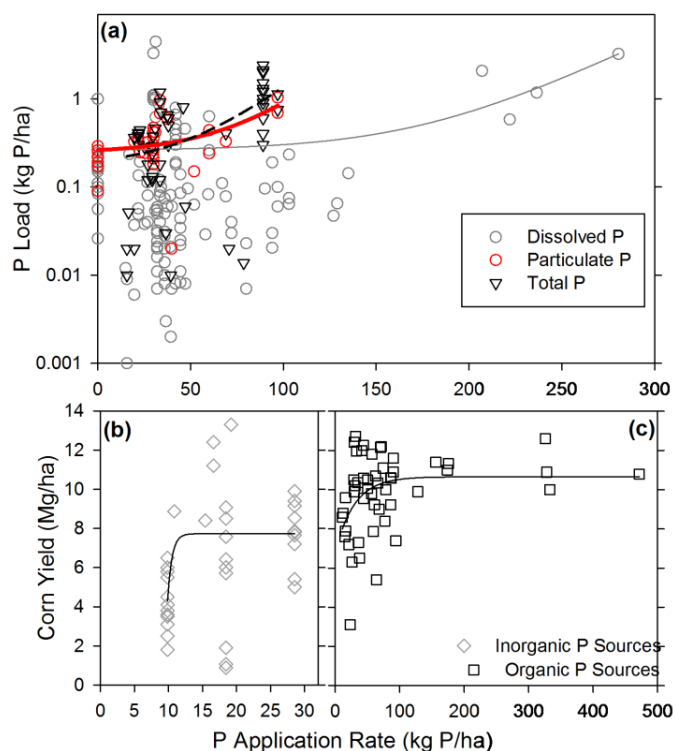 (a)
P Load (kg P/ha)
1
0.1
0.01
0.001
Dissolved P
Particulate P
Total P
0 50 100 150 200 250 300
(b)
(c)
Corn Yield (Mg/ha)
14
12
10
8
6
4
2
0
Inorganic P Sources
Organic P Sources
0 5 10 15 20 25 30
0 100 200 300 400 500
P Application Rate (kg P/ha)